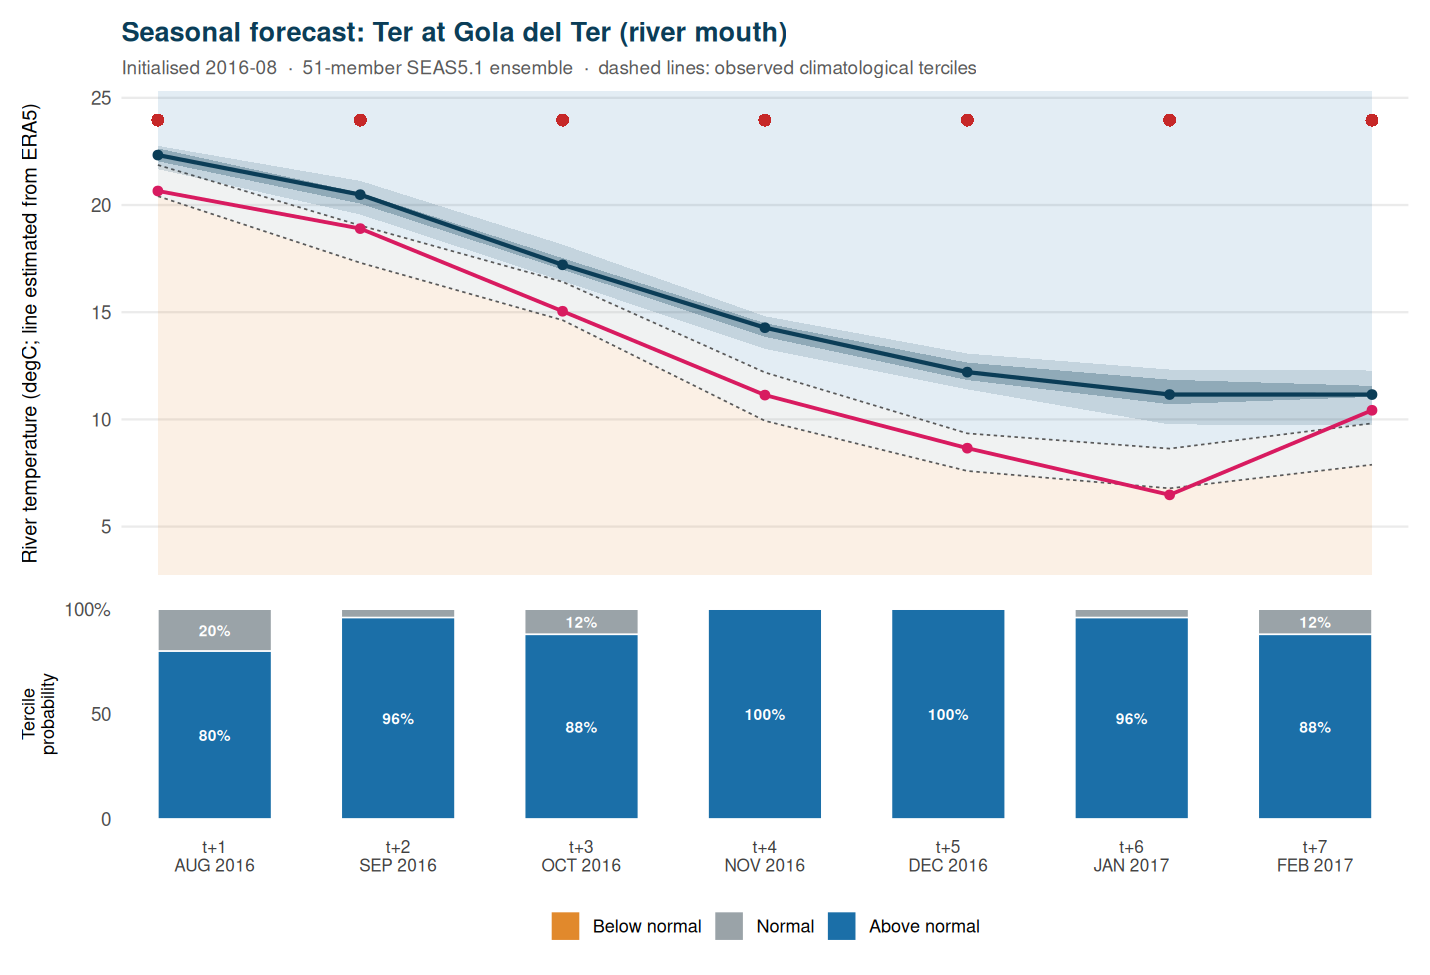 Seasonal forecast: Ter at Gola del Ter (river mouth)
Initialised 2016-08 · 51-member SEAS5.1 ensemble · dashed lines: observed climatological terciles
River temperature (degC; line estimated from ERA5)
25
20
15
10
5
Tercile
probability
100%
50
0
20%
80%
96%
12%
88%
100%
100%
96%
12%
88%
t+1
AUG 2016
t+2
SEP 2016
t+3
OCT 2016
t+4
NOV 2016
t+5
DEC 2016
t+6
JAN 2017
t+7
FEB 2017
Below normal
Normal
Above normal